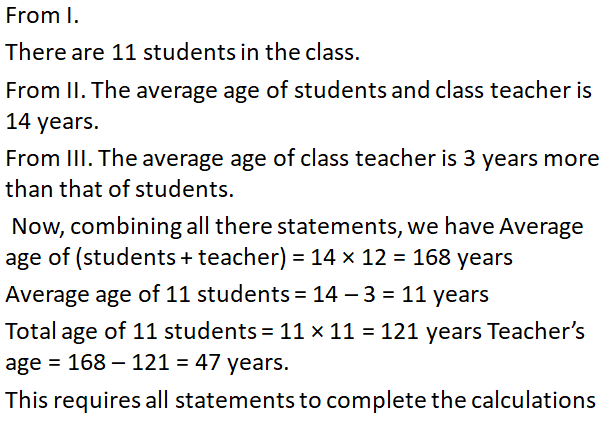 From I.
There are 11 students in the class.
From II. The average age of students and class teacher is
14 years.
From III. The average age of class teacher is 3 years more
than that of students.
Now, combining all there statements, we have Average
age of (students + teacher) = 14 × 12 = 168 years
Average age of 11 students = 14 – 3 = 11 years
Total age of 11 students = 11 × 11 = 121 years Teacher’s
age = 168 – 121 = 47 years.
This requires all statements to complete the calculations